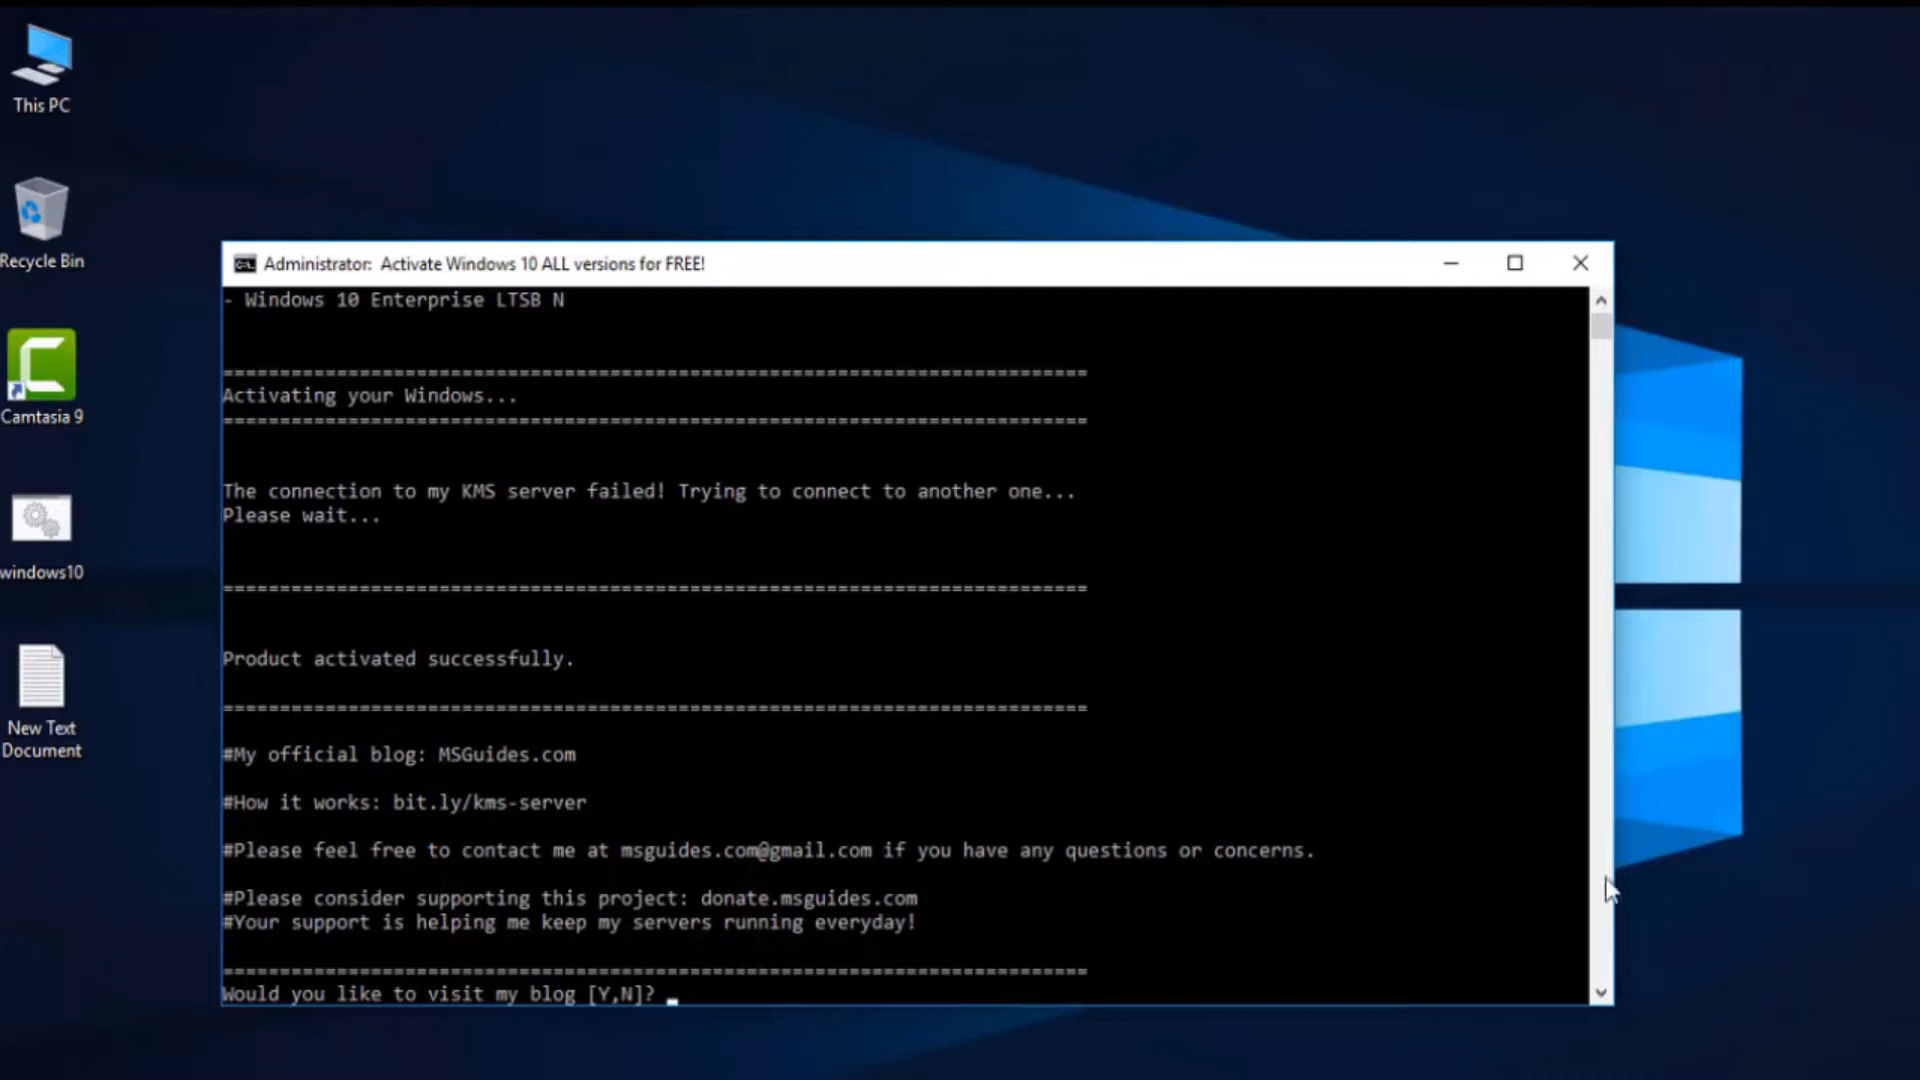 This PC
Recycle Bin
Camtasia 9
windows10
New Text
Document
Administrator: Activate Windows 10 ALL versions for FREE!
- Windows 10 Enterprise LTSB N
============================================================================
Activating your Windows...
============================================================================
The connection to my KMS server failed! Trying to connect to another one...
Please wait...
============================================================================
Product activated successfully.
============================================================================
#My official blog: MSGuides.com
#How it works: bit.ly/kms-server
#Please feel free to contact me at msguides.com@gmail.com if you have any questions or concerns.
#Please consider supporting this project: donate.msguides.com
#Your support is helping me keep my servers running everyday!
============================================================================
Would you like to visit my blog [Y,N]? _